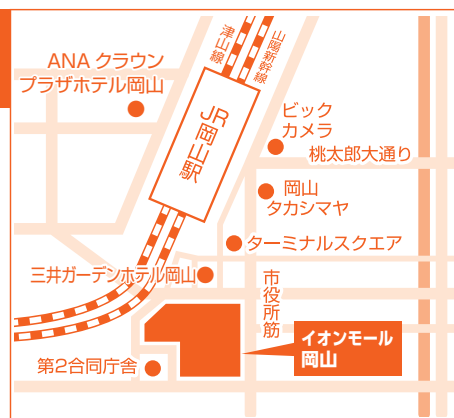 津山線
山陽新幹線
ANAクラウン
プラザホテル岡山
JR岡山駅
ビック
カメラ
桃太郎大通り
岡山
タカシマヤ
ターミナルスクエア
三井ガーデンホテル岡山
市役所筋
イオンモール
岡山
第2合同庁舎